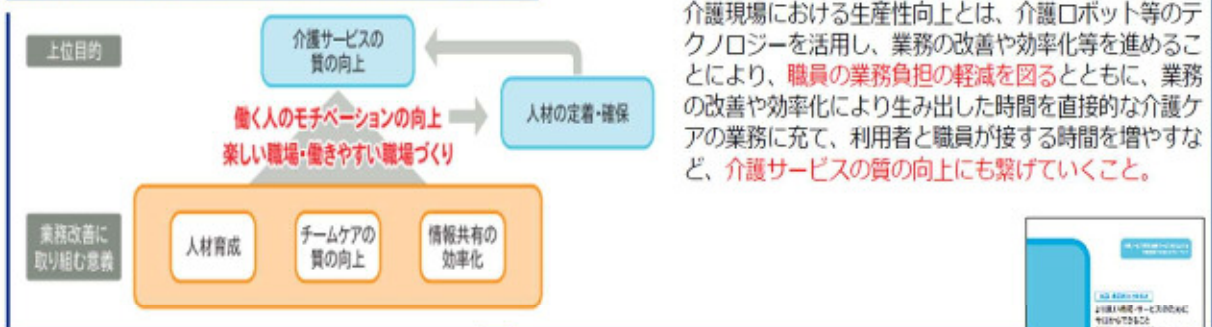 上位目的
介護サービスの
質の向上
働く人のモチベーションの向上
楽しい職場・働きやすい職場づくり
人材の定着・確保
業務改善に
取り組む意義
人材育成
チームケアの
質の向上
情報共有の
効率化
介護現場における生産性向上とは、介護ロボット等のテ
クノロジーを活用し、業務の改善や効率化等を進めるこ
とにより、職員の業務負担の軽減を図るとともに、業務
の改善や効率化により生み出した時間を直接的な介護ケ
アの業務に充て、利用者と職員が接する時間を増やすな
ど、介護サービスの質の向上にも繋げていくこと。